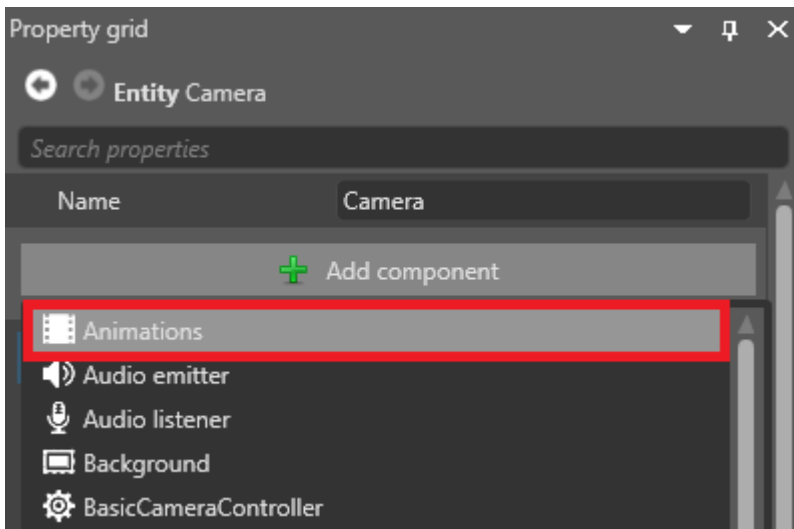 Property grid
Entity Camera
Search properties
Name Camera
Add component
Animations
Audio emitter
Audio listener
Background
BasicCameraController